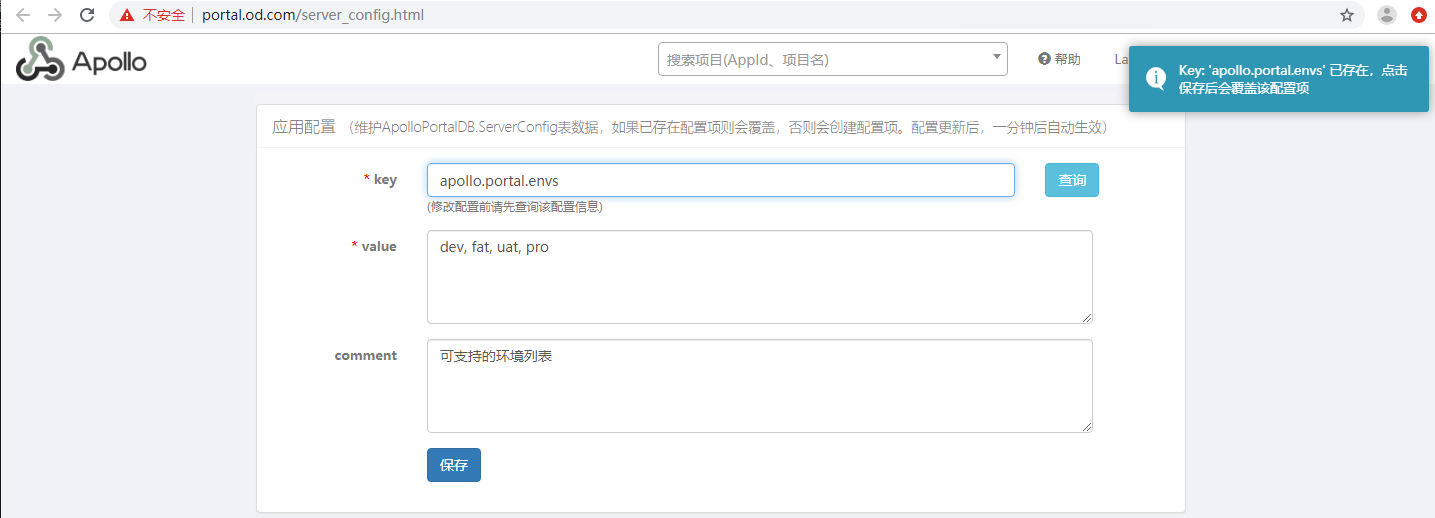 不安全 portal.od.com/server_config.html
Apollo 搜索项目(AppId、项目名) 帮助 La
Key: 'apollo.portal.envs' 已存在，点击
保存后会覆盖该配置项
应用配置 （维护ApolloPortalDB.ServerConfig表数据，如果已存在配置项则会覆盖，否则会创建配置项。配置更新后，一分钟后自动生效）
* key apollo.portal.envs 查询
(修改配置前请先查询该配置信息)
* value dev, fat, uat, pro
comment 可支持的环境列表
保存